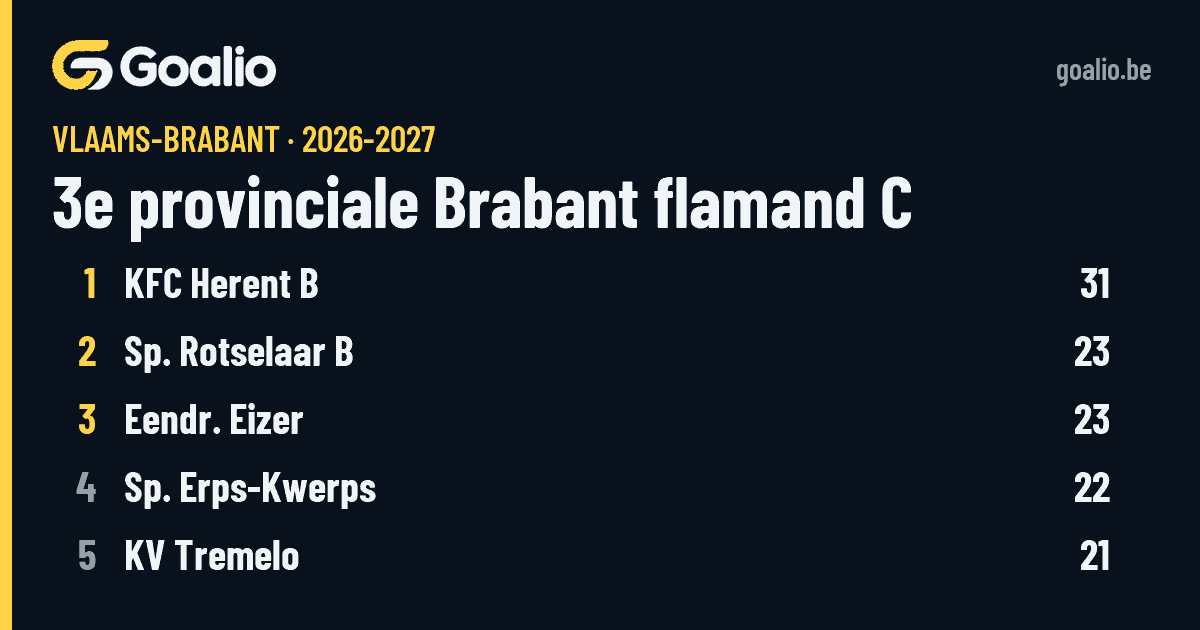 Goalio
goalio.be
VLAAMS-BRABANT · 2026-2027
3e provinciale Brabant flamand C
1 KFC Herent B 31
2 Sp. Rotselaar B 23
3 Eendr. Eizer 23
4 Sp. Erps-Kwerps 22
5 KV Tremelo 21